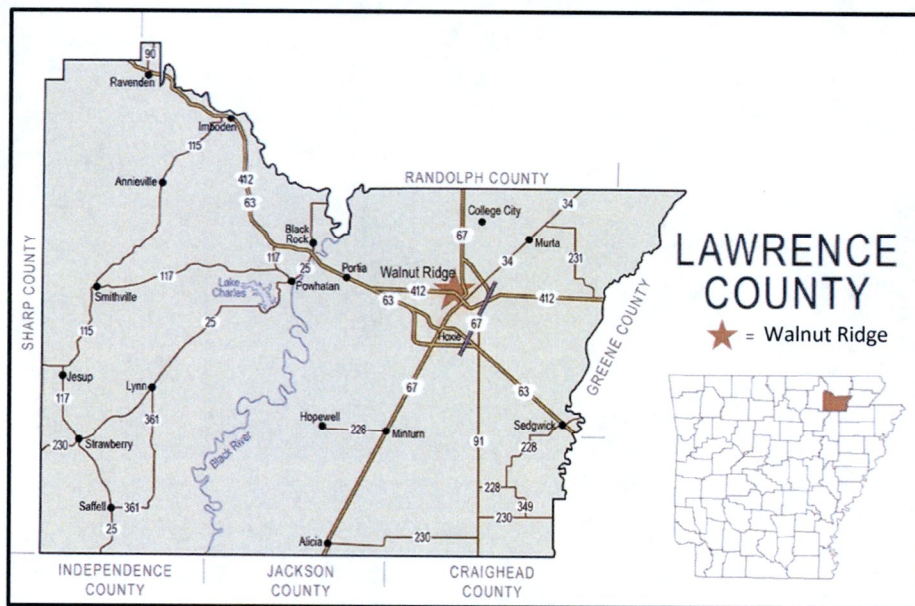 90
Ravenden
Imboden
115
Annieville
412
63
RANDOLPH COUNTY
34
College City
Black
Rock
67
Murta
117
25
Portia
Walnut Ridge
34
231
117
Powhatan
412
412
Smithville
Lake
Charles
63
67
SHARP COUNTY
25
Hoxie
115
GREENE COUNTY
Jesup
Lynn
67
63
117
361
Hopewell
228
Minturn
Sedgwick
230
Strawberry
Black River
91
228
228
Saffell
361
349
230
25
Alicia
230
INDEPENDENCE
COUNTY
JACKSON
COUNTY
CRAIGHEAD
COUNTY
LAWRENCE
COUNTY
= Walnut Ridge